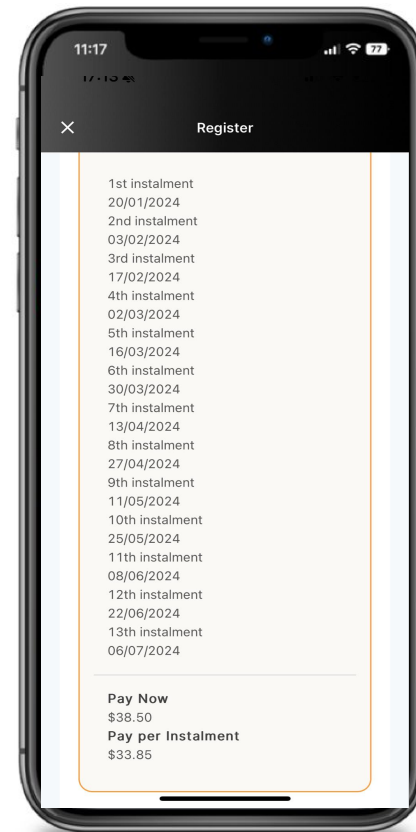 11:17
77
Register
1st instalment
20/01/2024
2nd instalment
03/02/2024
3rd instalment
17/02/2024
4th instalment
02/03/2024
5th instalment
16/03/2024
6th instalment
30/03/2024
7th instalment
13/04/2024
8th instalment
27/04/2024
9th instalment
11/05/2024
10th instalment
25/05/2024
11th instalment
08/06/2024
12th instalment
22/06/2024
13th instalment
06/07/2024
Pay Now
$38.50
Pay per Instalment
$33.85